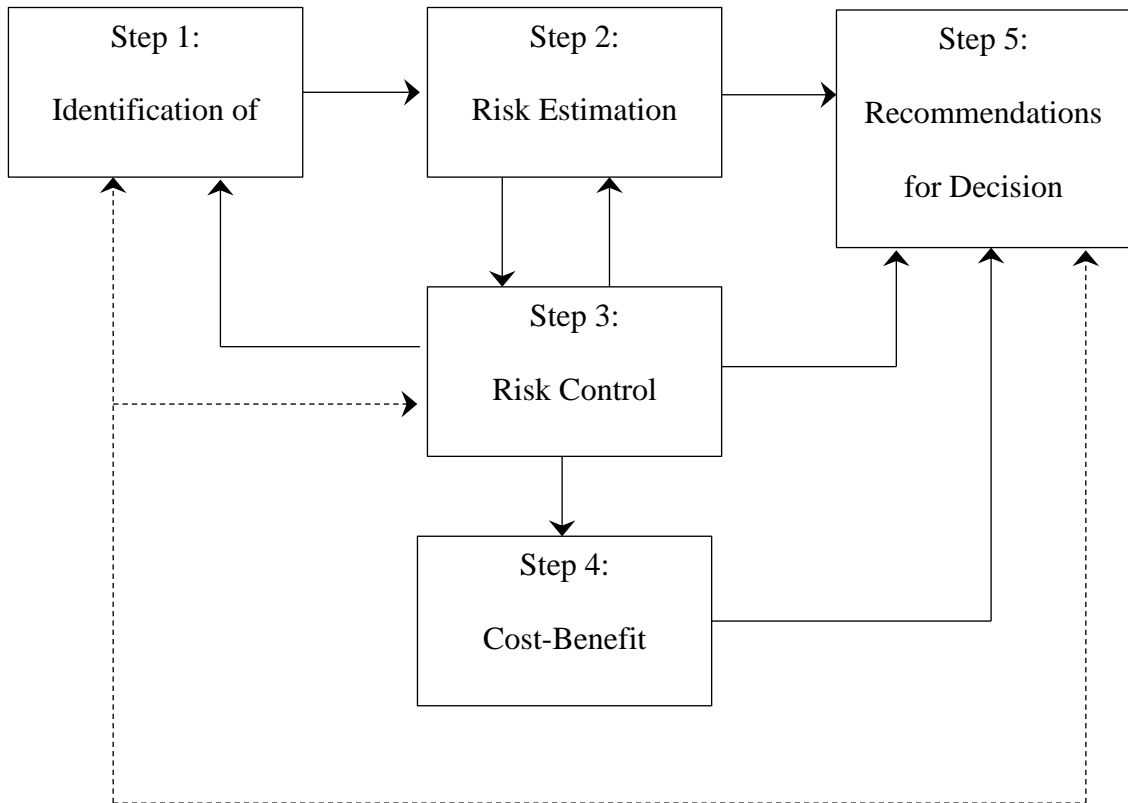 Step 1:
Identification of
Step 2:
Risk Estimation
Step 5:
Recommendations
for Decision
Step 3:
Risk Control
Step 4:
Cost-Benefit